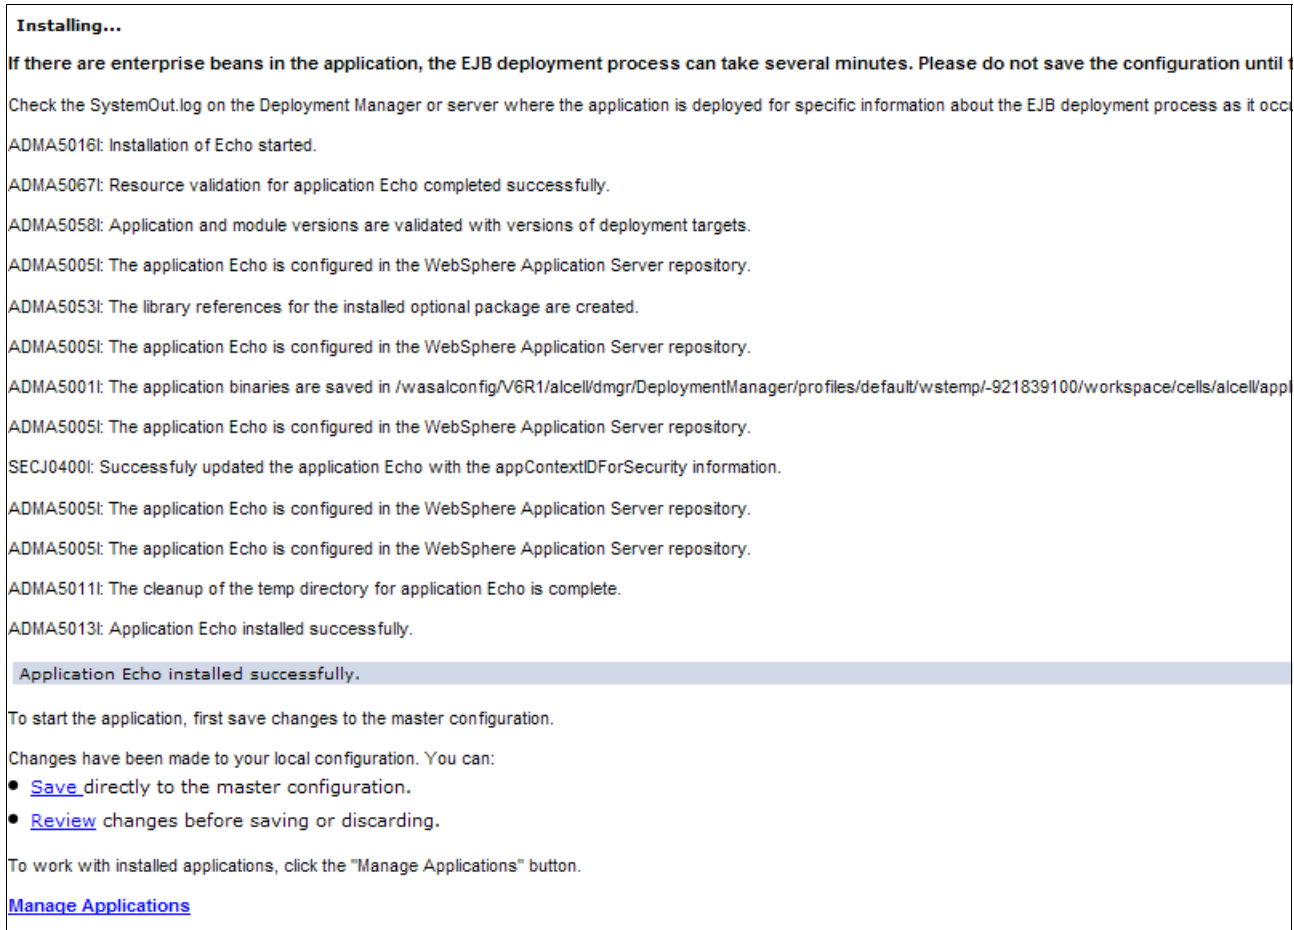 Installing...
If there are enterprise beans in the application, the EJB deployment process can take several minutes. Please do not save the configuration until
Check the SystemOut.log on the Deployment Manager or server where the application is deployed for specific information about the EJB deployment process as it
ADMA5016I: Installation of Echo started.
ADMA5067I: Resource validation for application Echo completed successfully.
ADMA5058I: Application and module versions are validated with versions of deployment targets.
ADMA5005I: The application Echo is configured in the WebSphere Application Server repository.
ADMA5053I: The library references for the installed optional package are created.
ADMA5005I: The application Echo is configured in the WebSphere Application Server repository.
ADMA5001I: The application binaries are saved in /wasalconfig/V6R1/alcell/dmgr/DeploymentManager/profiles/default/wstemp/-921839100/workspace/cells/alcell/appl
ADMA5005I: The application Echo is configured in the WebSphere Application Server repository.
SECJ0400I: Successfuly updated the application Echo with the appContextIDForSecurity information.
ADMA5005I: The application Echo is configured in the WebSphere Application Server repository.
ADMA5005I: The application Echo is configured in the WebSphere Application Server repository.
ADMA5011I: The cleanup of the temp directory for application Echo is complete.
ADMA5013I: Application Echo installed successfully.
Application Echo installed successfully.
To start the application, first save changes to the master configuration.
Changes have been made to your local configuration. You can:
• Save directly to the master configuration.
• Review changes before saving or discarding.
To work with installed applications, click the "Manage Applications" button.
Manage Applications